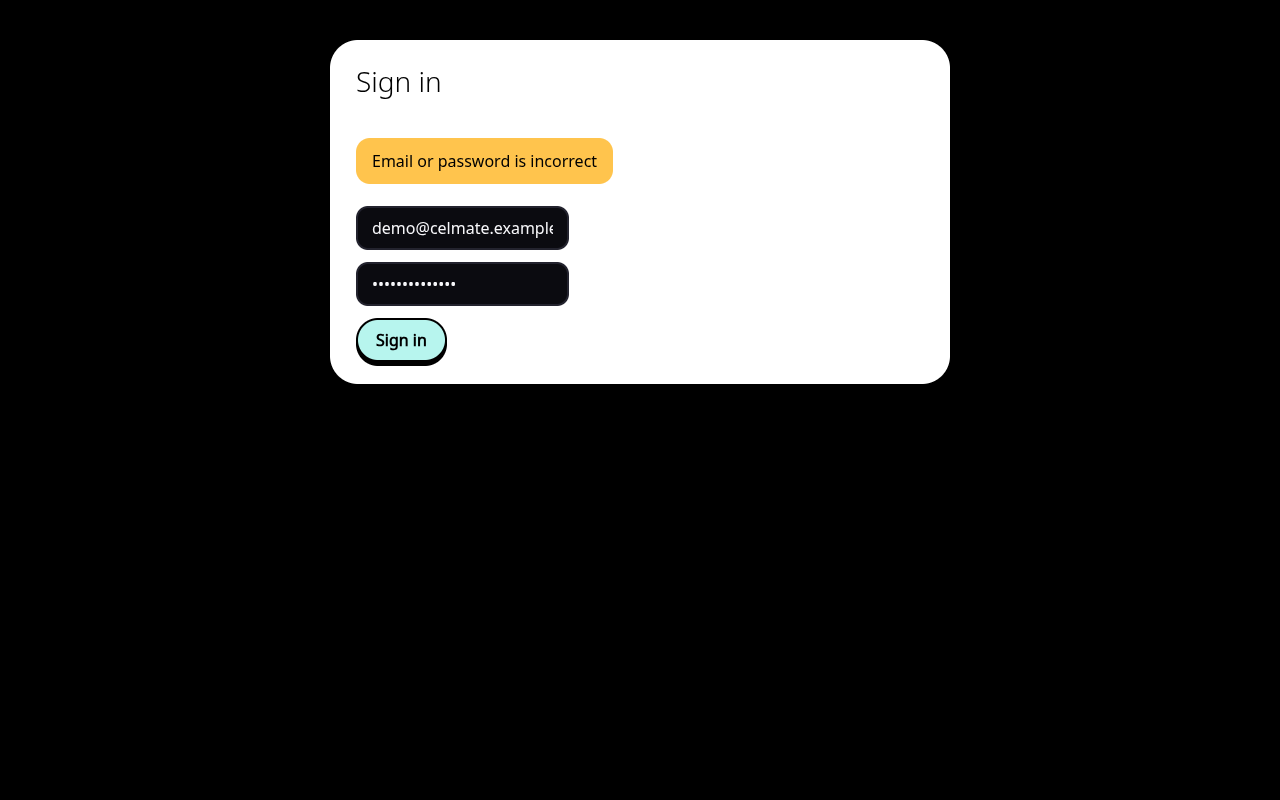 Sign in
Email or password is incorrect
demo@celmate.example
••••••••••••••
Sign in